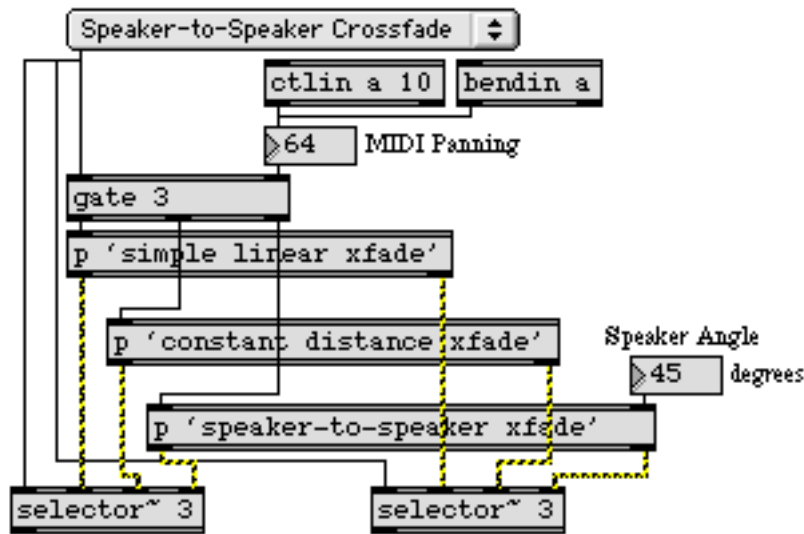 Speaker-to-Speaker Crossfade
ctlin a 10
bendin a
64
MIDI Panning
gate 3
p ‘simple linear xfade’
p ‘constant distance xfade’
Speaker Angle
45
degrees
p ‘speaker-to-speaker xfade’
selector~ 3
selector~ 3